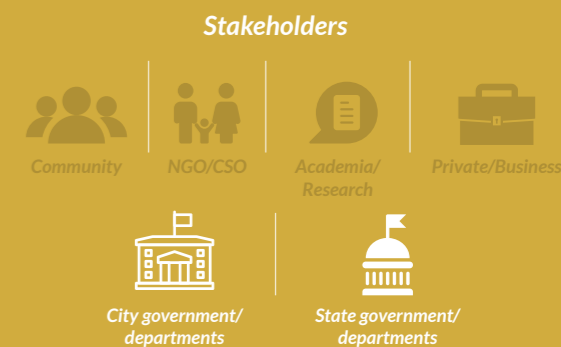 Stakeholders
Community
NGO/CSO
Academia/
Research
Private/Business
City government/
departments
State government/
departments